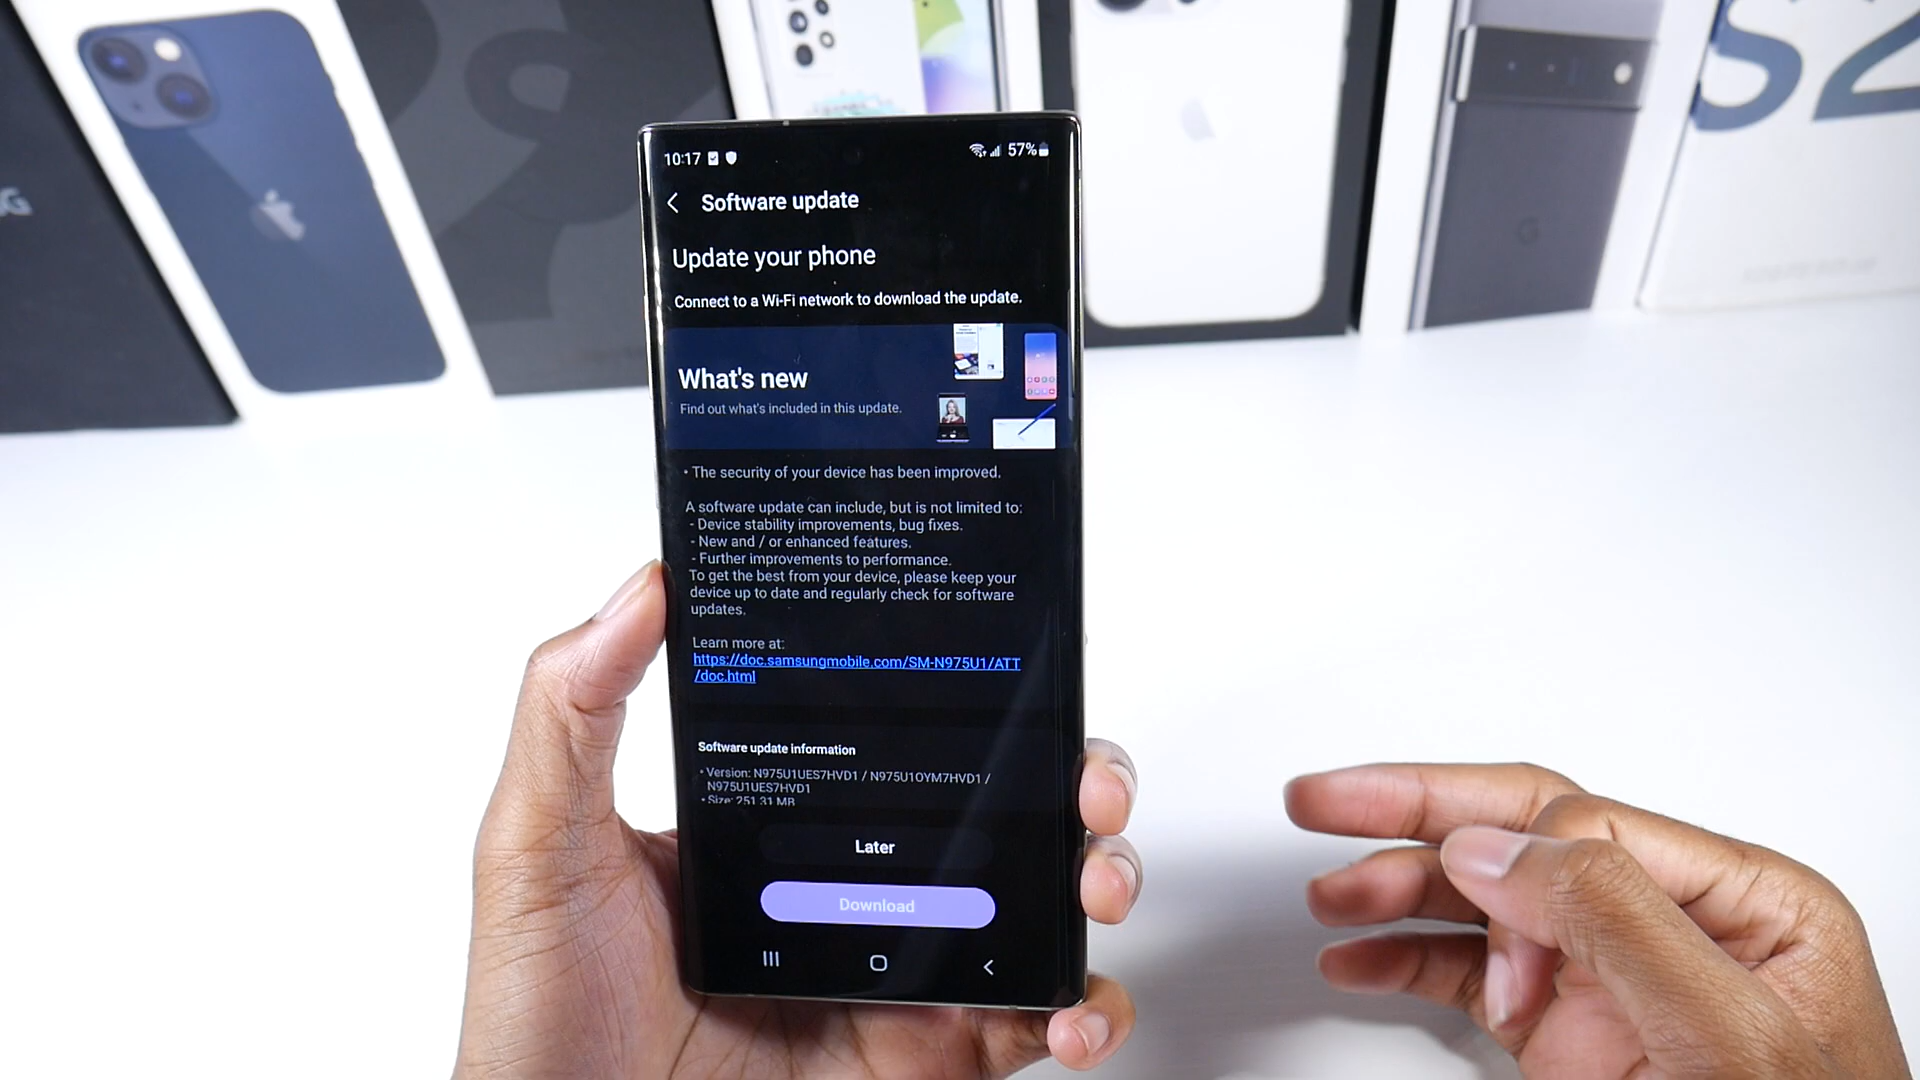 10:17
57%
Software update
Update your phone
Connect to a Wi-Fi network to download the update.
What's new
Find out what's included in this update.
• The security of your device has been improved.
A software update can include, but is not limited to:
- Device stability improvements, bug fixes.
- New and / or enhanced features.
- Further improvements to performance.
To get the best from your device, please keep your
device up to date and regularly check for software
updates.
Learn more at:
https://doc.samsungmobile.com/SM-N975U1/ATT
/doc.html
Software update information
• Version: N975U1UES7HVD1 / N975U1OYM7HVD1 /
N975U1UES7HVD1
• Size: 251.31 MB
Later
Download
S2